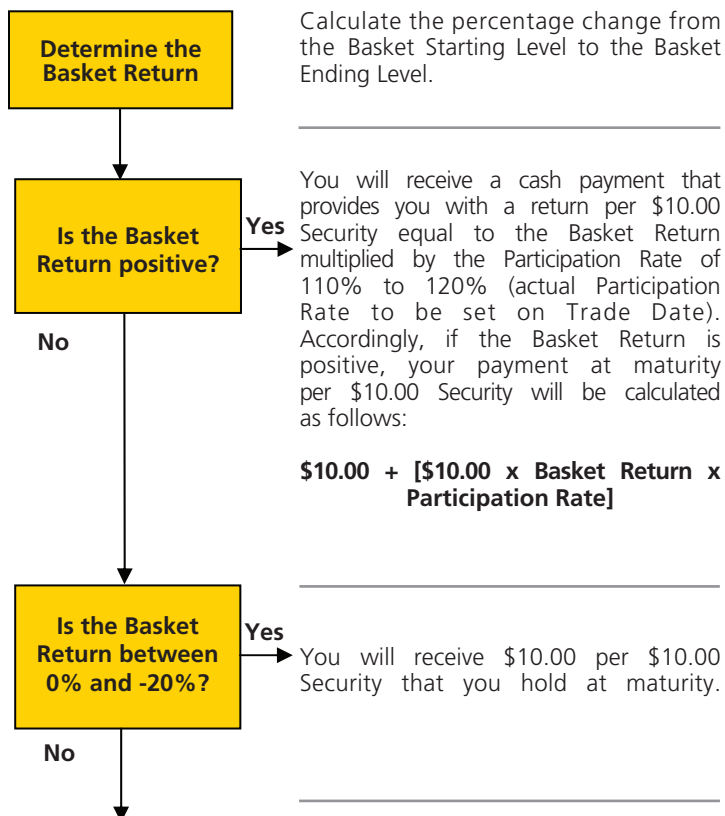 Determine the
Basket Return
Calculate the percentage change from
the Basket Starting Level to the Basket
Ending Level.
Is the Basket
Return positive?
Yes
No
You will receive a cash payment that
provides you with a return per $10.00
Security equal to the Basket Return
multiplied by the Participation Rate of
110% to 120% (actual Participation
Rate to be set on Trade Date).
Accordingly, if the Basket Return is
positive, your payment at maturity
per $10.00 Security will be calculated
as follows:
$10.00 + [$10.00 x Basket Return x
Participation Rate]
Is the Basket
Return between
0% and -20%?
Yes
No
You will receive $10.00 per $10.00
Security that you hold at maturity.